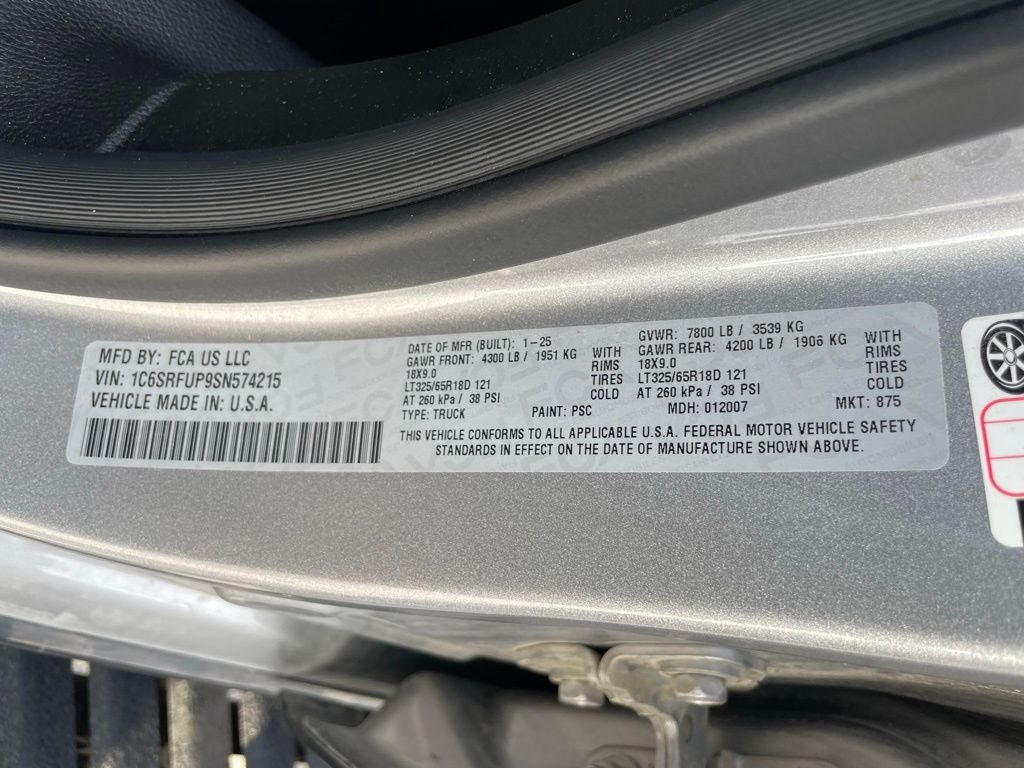 MFD BY: FCA US LLC
VIN: 1C6SRFUP9SN574215
VEHICLE MADE IN: U.S.A.
DATE OF MFR (BUILT): 1-25
GAWR FRONT: 4300 LB / 1951 KG WITH
18X9.0 RIMS
LT325/65R18D 121 TIRES
AT 260 kPa / 38 PSI COLD
TYPE: TRUCK PAINT: PSC
GVWR: 7800 LB / 3539 KG
GAWR REAR: 4200 LB / 1906 KG WITH
18X9.0 RIMS
LT325/65R18D 121 TIRES
AT 260 kPa / 38 PSI COLD
MDH: 012007 MKT: 875
THIS VEHICLE CONFORMS TO ALL APPLICABLE U.S.A. FEDERAL MOTOR VEHICLE SAFETY
STANDARDS IN EFFECT ON THE DATE OF MANUFACTURE SHOWN ABOVE.